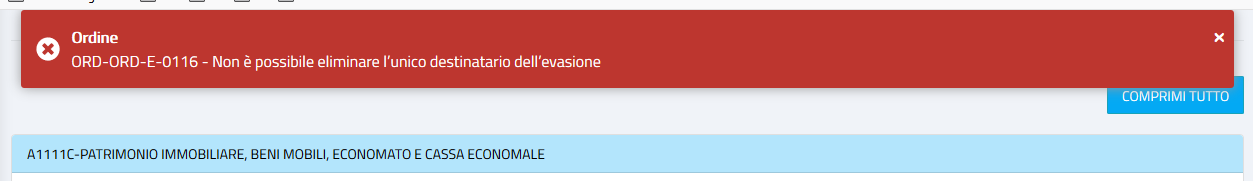 Ordine
ORD-ORD-E-0116 - Non è possibile eliminare l'unico destinatario dell'evasione
COMPRIMI TUTTO
A1111C-PATRIMONIO IMMOBILIARE, BENI MOBILI, ECONOMATO E CASSA ECONOMALE